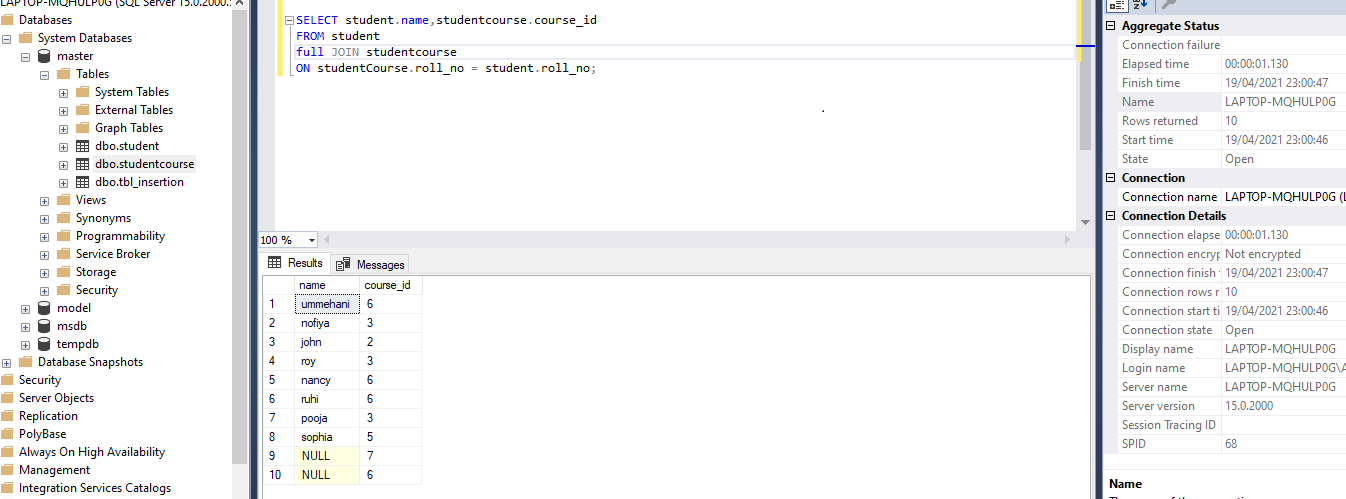 LAPTOP-MQHULP0G (SQL Server 15.0.2000.
Databases
System Databases
master
Tables
System Tables
External Tables
Graph Tables
dbo.student
dbo.studentcourse
dbo.tbl_insertion
Views
Synonyms
Programmability
Service Broker
Storage
Security
model
msdb
tempdb
Database Snapshots
Security
Server Objects
Replication
PolyBase
Always On High Availability
Management
Integration Services Catalogs
SELECT student.name,studentcourse.course_id
FROM student
full JOIN studentcourse
ON studentCourse.roll_no = student.roll_no;
100 %
Results Messages
name course_id
1 ummehani 6
2 nofiya 3
3 john 2
4 roy 3
5 nancy 6
6 ruhi 6
7 pooja 3
8 sophia 5
9 NULL 7
10 NULL 6
Aggregate Status
Connection failure
Elapsed time 00:00:01.130
Finish time 19/04/2021 23:00:47
Name LAPTOP-MQHULP0G
Rows returned 10
Start time 19/04/2021 23:00:46
State Open
Connection
Connection name LAPTOP-MQHULP0G (L
Connection Details
Connection elapse 00:00:01.130
Connection encryp Not encrypted
Connection finish 19/04/2021 23:00:47
Connection rows r 10
Connection start ti 19/04/2021 23:00:46
Connection state Open
Display name LAPTOP-MQHULP0G
Login name LAPTOP-MQHULP0G\A
Server name LAPTOP-MQHULP0G
Server version 15.0.2000
Session Tracing ID
SPID 68
Name